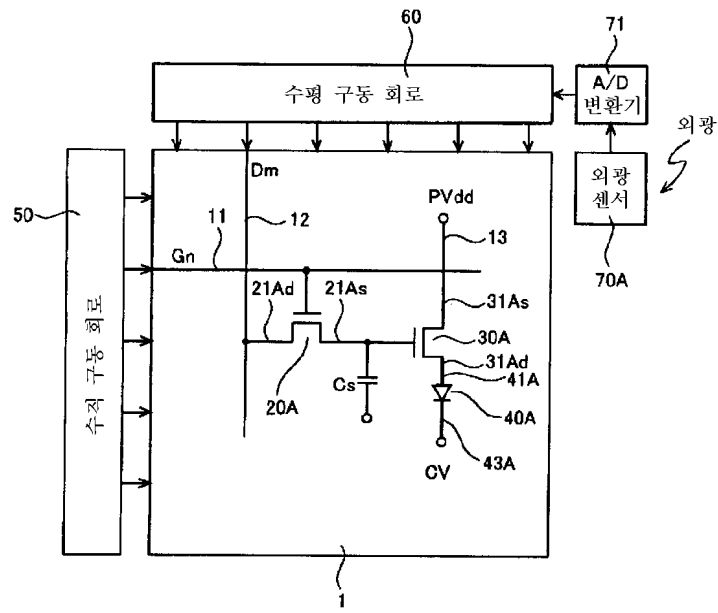 60
71
수평 구동 회로
A/D
변환기
외광
외광
센서
70A
50
수직 구동 회로
Dm
12
11
Gn
PVdd
13
21Ad
21As
31As
30A
31Ad
41A
20A
Cs
40A
43A
CV
1